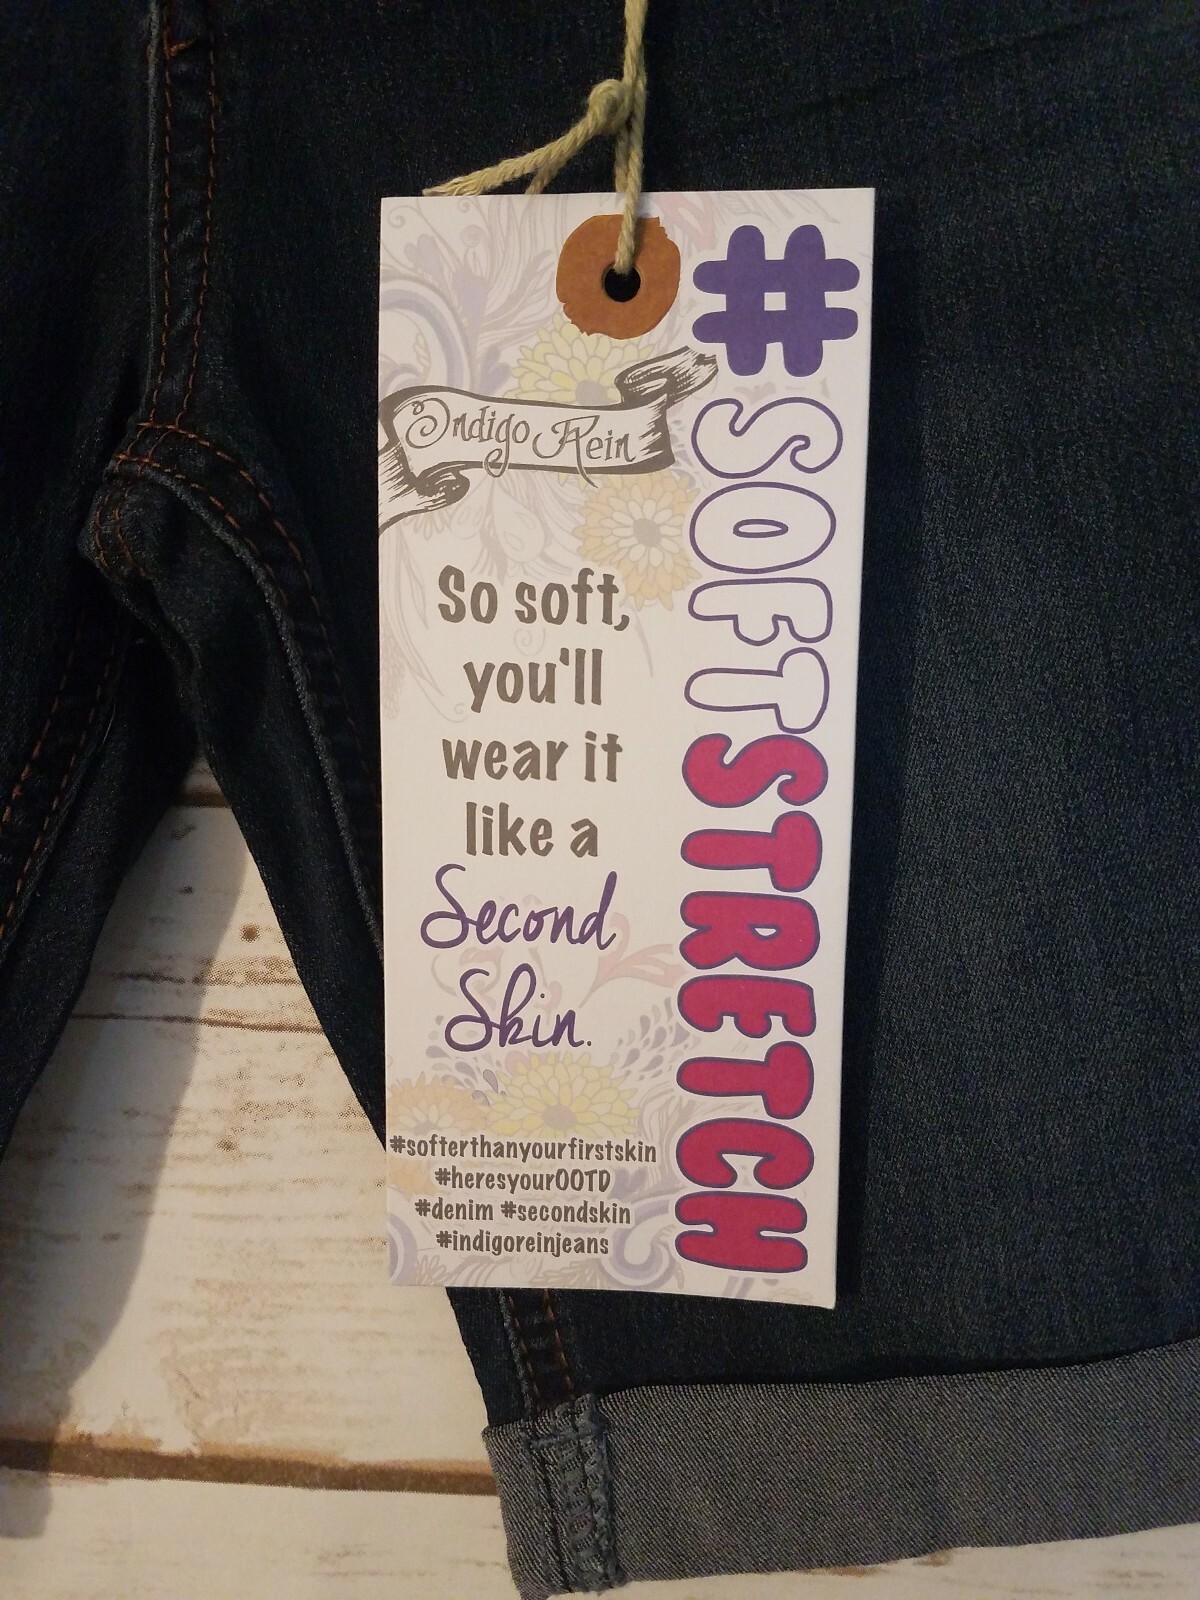 #SOFTSTRETCH
Indigo Rein
So soft,
you'll
wear it
like a
Second
Skin.
#softerthanyourfirstskin
#heresyourOOTD
#denim #secondskin
#indigoreinjeans